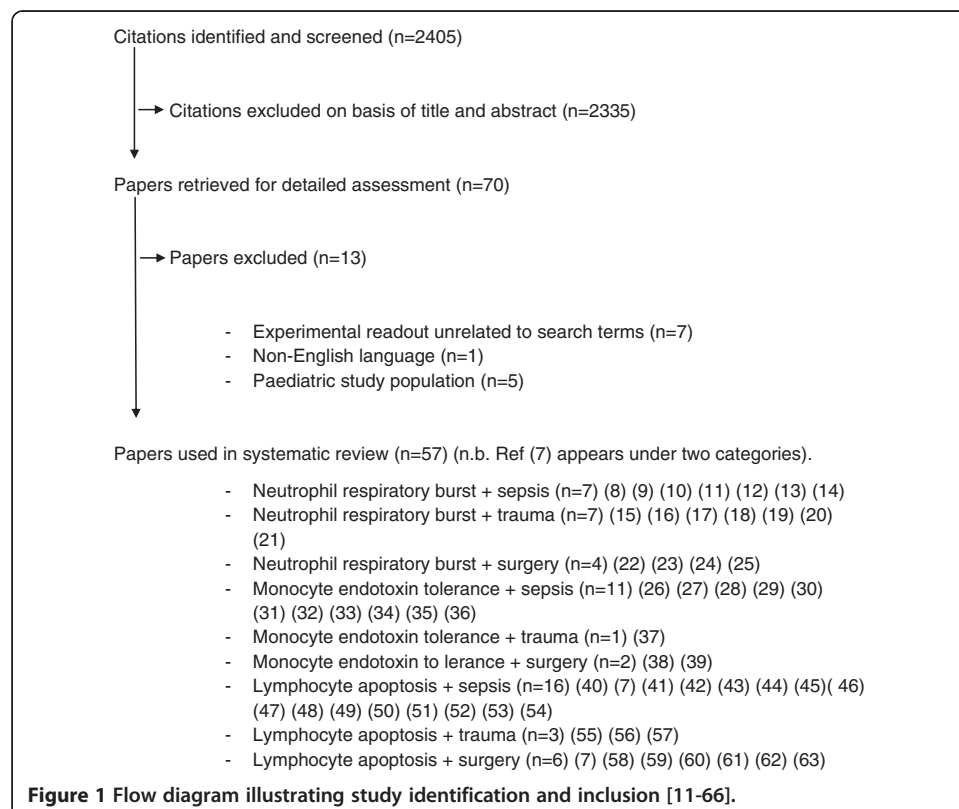 Citations identified and screened (n=2405)
Citations excluded on basis of title and abstract (n=2335)
Papers retrieved for detailed assessment (n=70)
Papers excluded (n=13)
- Experimental readout unrelated to search terms (n=7)
- Non-English language (n=1)
- Paediatric study population (n=5)
Papers used in systematic review (n=57) (n.b. Ref (7) appears under two categories).
- Neutrophil respiratory burst + sepsis (n=7) (8) (9) (10) (11) (12) (13) (14)
- Neutrophil respiratory burst + trauma (n=7) (15) (16) (17) (18) (19) (20)
(21)
- Neutrophil respiratory burst + surgery (n=4) (22) (23) (24) (25)
- Monocyte endotoxin tolerance + sepsis (n=11) (26) (27) (28) (29) (30)
(31) (32) (33) (34) (35) (36)
- Monocyte endotoxin tolerance + trauma (n=1) (37)
- Monocyte endotoxin to lerance + surgery (n=2) (38) (39)
- Lymphocyte apoptosis + sepsis (n=16) (40) (7) (41) (42) (43) (44) (45)( 46)
(47) (48) (49) (50) (51) (52) (53) (54)
- Lymphocyte apoptosis + trauma (n=3) (55) (56) (57)
- Lymphocyte apoptosis + surgery (n=6) (7) (58) (59) (60) (61) (62) (63)
Figure 1 Flow diagram illustrating study identification and inclusion [11-66].